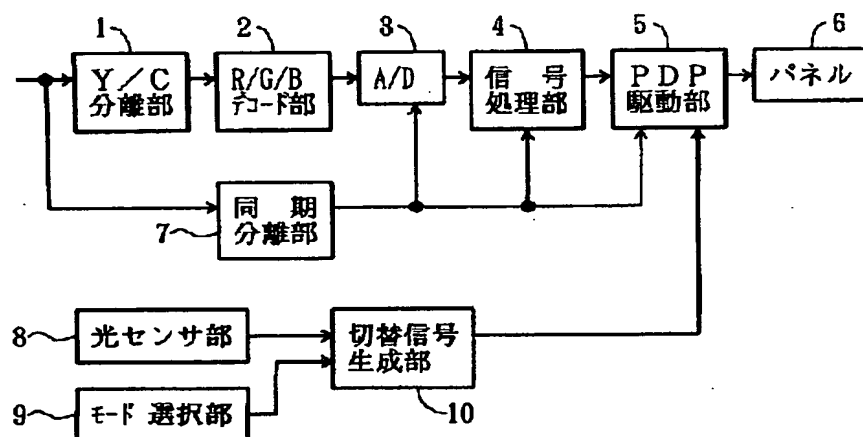 1
2
3
4
5
6
Y/C
分離部
R/G/B
デコード部
A/D
信 号
処理部
PDP
駆動部
パネル
同 期
分離部
7
8
光センサ部
切替信号
生成部
9
モード 選択部
10